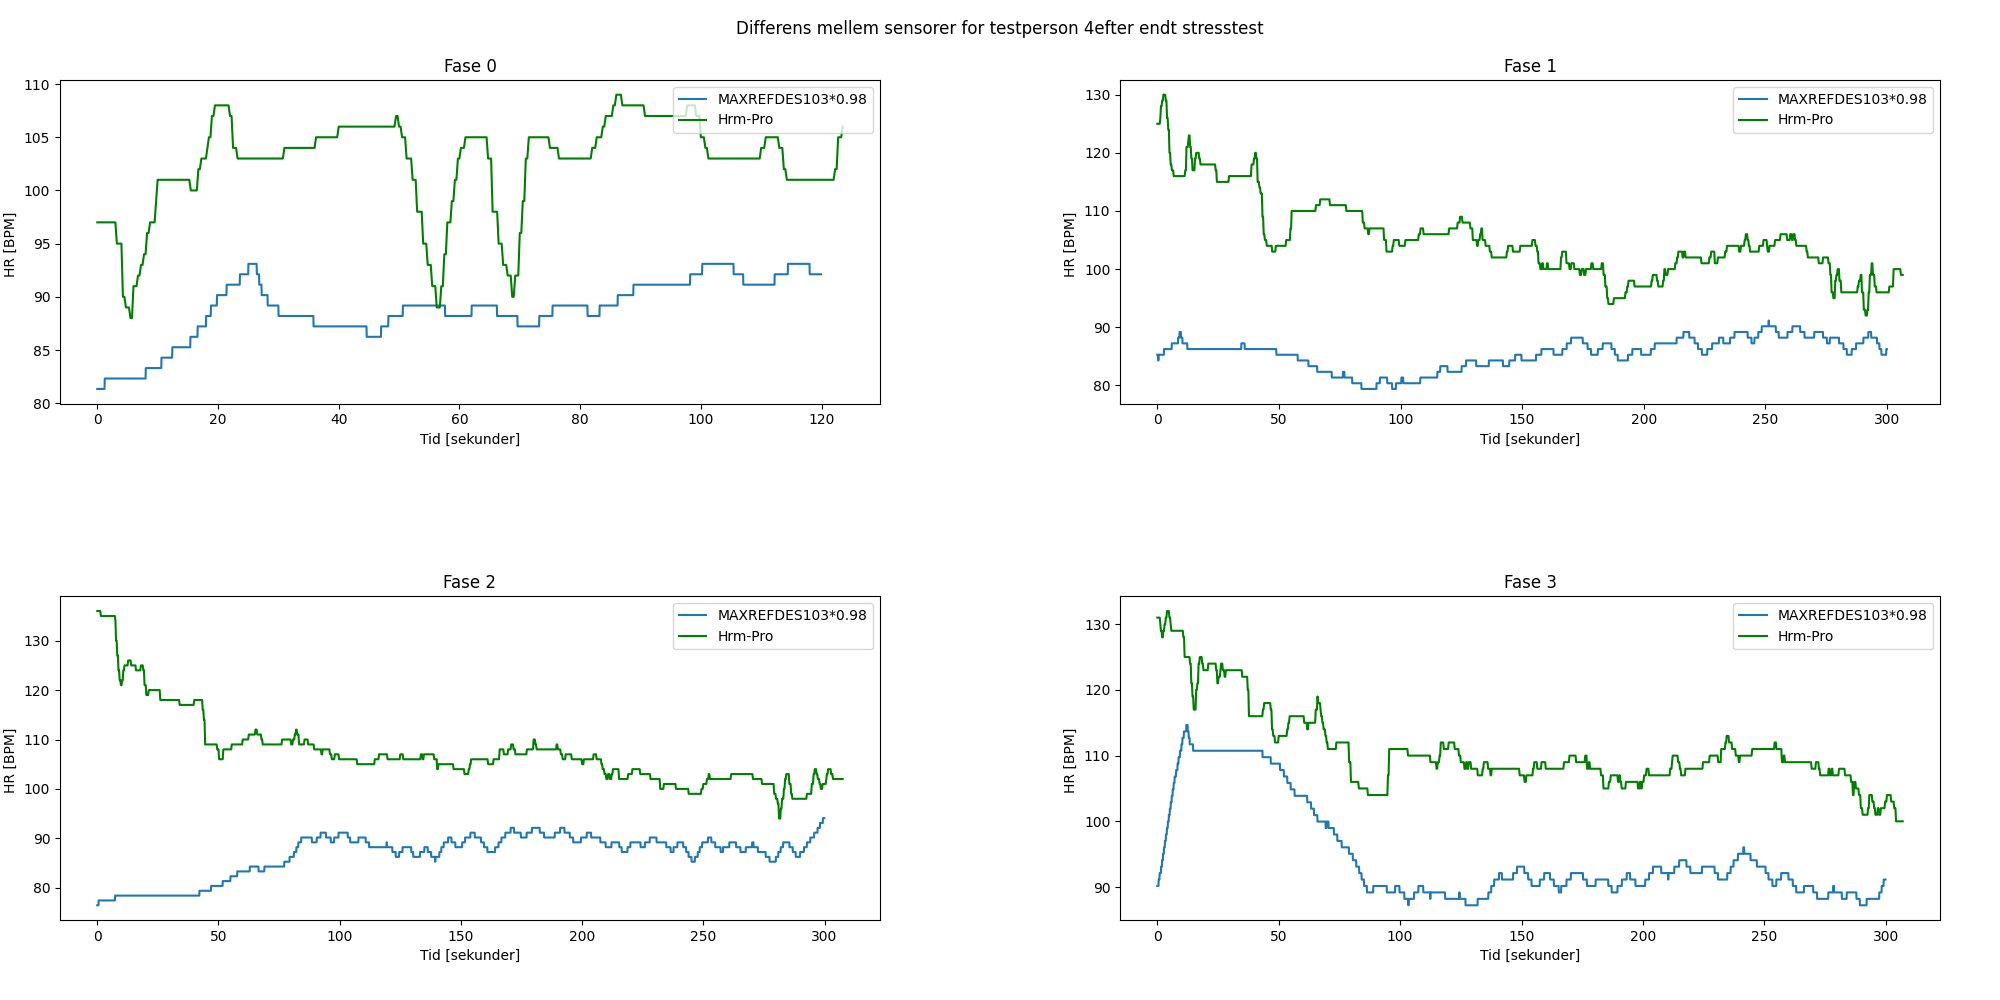 Differens mellem sensorer for testperson 4efter endt stresstest
Fase 0
HR [BPM]
110
105
100
95
90
85
80
MAXREFDES103*0.98
Hrm-Pro
0 20 40 60 80 100 120
Tid [sekunder]
Fase 1
HR [BPM]
130
120
110
100
90
80
MAXREFDES103*0.98
Hrm-Pro
0 50 100 150 200 250 300
Tid [sekunder]
Fase 2
HR [BPM]
130
120
110
100
90
80
MAXREFDES103*0.98
Hrm-Pro
0 50 100 150 200 250 300
Tid [sekunder]
Fase 3
HR [BPM]
130
120
110
100
90
MAXREFDES103*0.98
Hrm-Pro
0 50 100 150 200 250 300
Tid [sekunder]